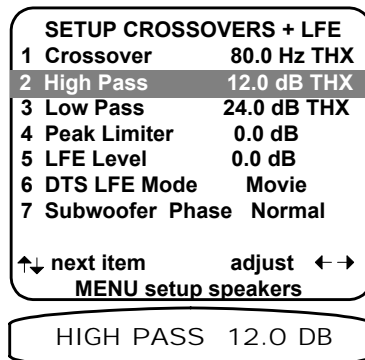 SETUP CROSSOVERS + LFE
1 Crossover 80.0 Hz THX
2 High Pass 12.0 dB THX
3 Low Pass 24.0 dB THX
4 Peak Limiter 0.0 dB
5 LFE Level 0.0 dB
6 DTS LFE Mode Movie
7 Subwoofer Phase Normal
↑↓ next item adjust ←→
MENU setup speakers
HIGH PASS 12.0 DB